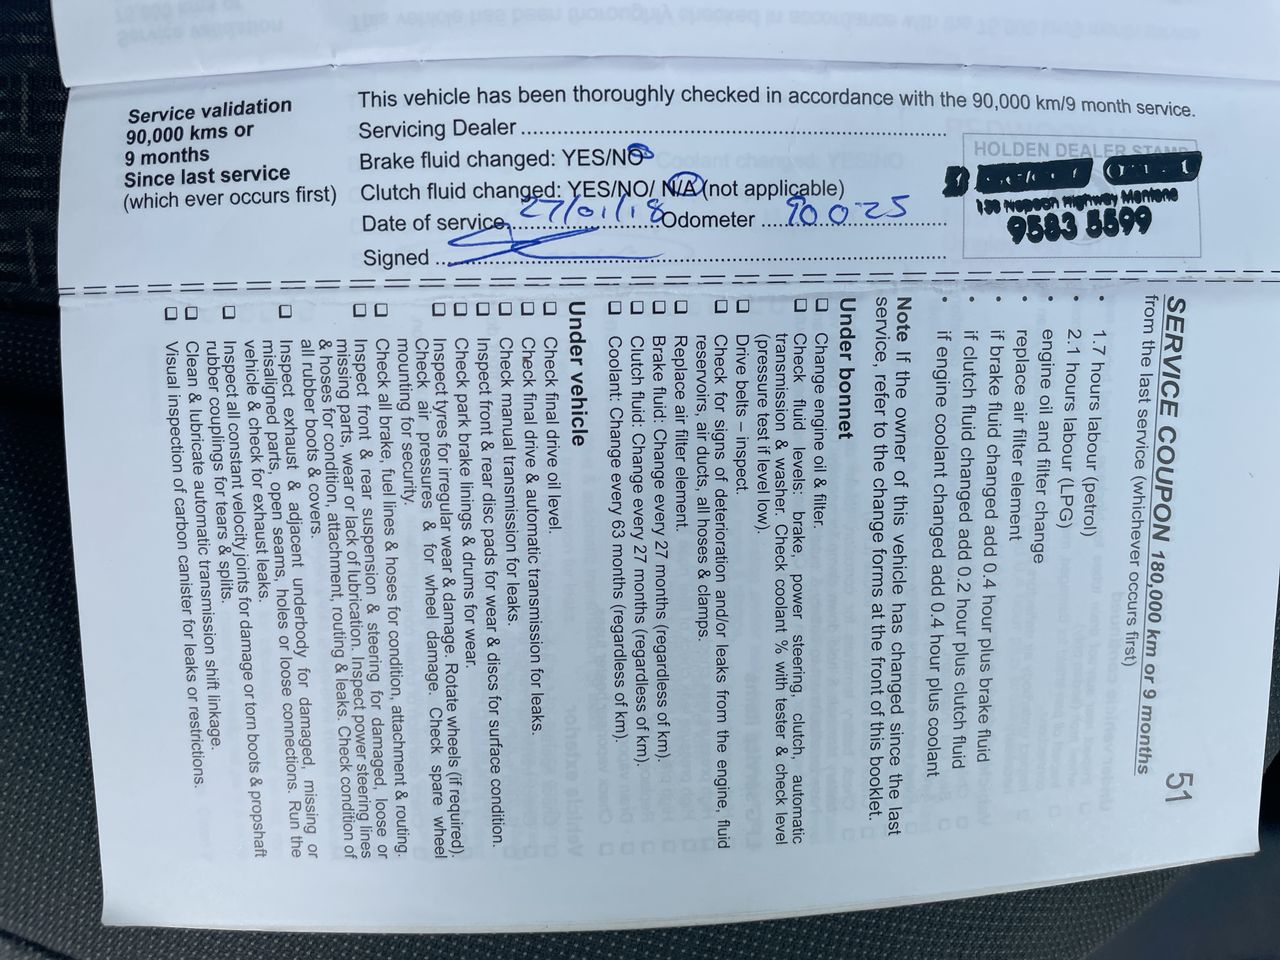 Service validation
90,000 kms or
9 months
Since last service
(which ever occurs first)
This vehicle has been thoroughly checked in accordance with the 90,000 km/9 month service.
Servicing Dealer
Brake fluid changed: YES/NO
Clutch fluid changed: YES/NO/ N/A (not applicable)
Date of service 27/01/18 Odometer 90025
Signed
HOLDEN DEALER STAMP
Highway Mentone
9583 5599
51
SERVICE COUPON 180,000 km or 9 months
from the last service (whichever occurs first)
• 1.7 hours labour (petrol)
• 2.1 hours labour (LPG)
• engine oil and filter change
• replace air filter element
• if brake fluid changed add 0.4 hour plus brake fluid
• if clutch fluid changed add 0.2 hour plus clutch fluid
• if engine coolant changed add 0.4 hour plus coolant
Note If the owner of this vehicle has changed since the last
service, refer to the change forms at the front of this booklet.
Under bonnet
☐ Change engine oil & filter.
☐ Check fluid levels: brake, power steering, clutch, automatic
transmission & washer. Check coolant % with tester & check level
(pressure test if level low).
☐ Drive belts – inspect.
☐ Check for signs of deterioration and/or leaks from the engine, fluid
reservoirs, air ducts, all hoses & clamps.
☐ Replace air filter element.
☐ Brake fluid: Change every 27 months (regardless of km).
☐ Clutch fluid: Change every 27 months (regardless of km).
☐ Coolant: Change every 63 months (regardless of km).
Under vehicle
☐ Check final drive oil level.
☐ Check final drive & automatic transmission for leaks.
☐ Check manual transmission for leaks.
☐ Inspect front & rear disc pads for wear & discs for surface condition.
☐ Check park brake linings & drums for wear.
☐ Inspect tyres for irregular wear & damage. Rotate wheels (if required).
Check air pressures & for wheel damage. Check spare wheel
mounting for security.
☐ Check all brake, fuel lines & hoses for condition, attachment & routing.
☐ Inspect front & rear suspension & steering for damaged, loose or
missing parts, wear or lack of lubrication. Inspect power steering lines
& hoses for condition, attachment, routing & leaks. Check condition of
all rubber boots & covers.
☐ Inspect exhaust & adjacent underbody for damaged, missing or
misaligned parts, open seams, holes or loose connections. Run the
vehicle & check for exhaust leaks.
☐ Inspect all constant velocity joints for damage or torn boots & propshaft
rubber couplings for tears & splits.
☐ Clean & lubricate automatic transmission shift linkage.
☐ Visual inspection of carbon canister for leaks or restrictions.